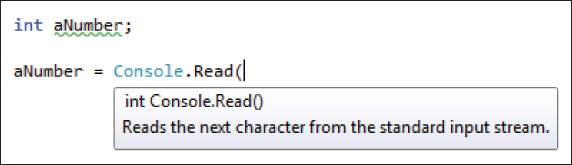 int aNumber;
aNumber = Console.Read(
int Console.Read()
Reads the next character from the standard input stream.